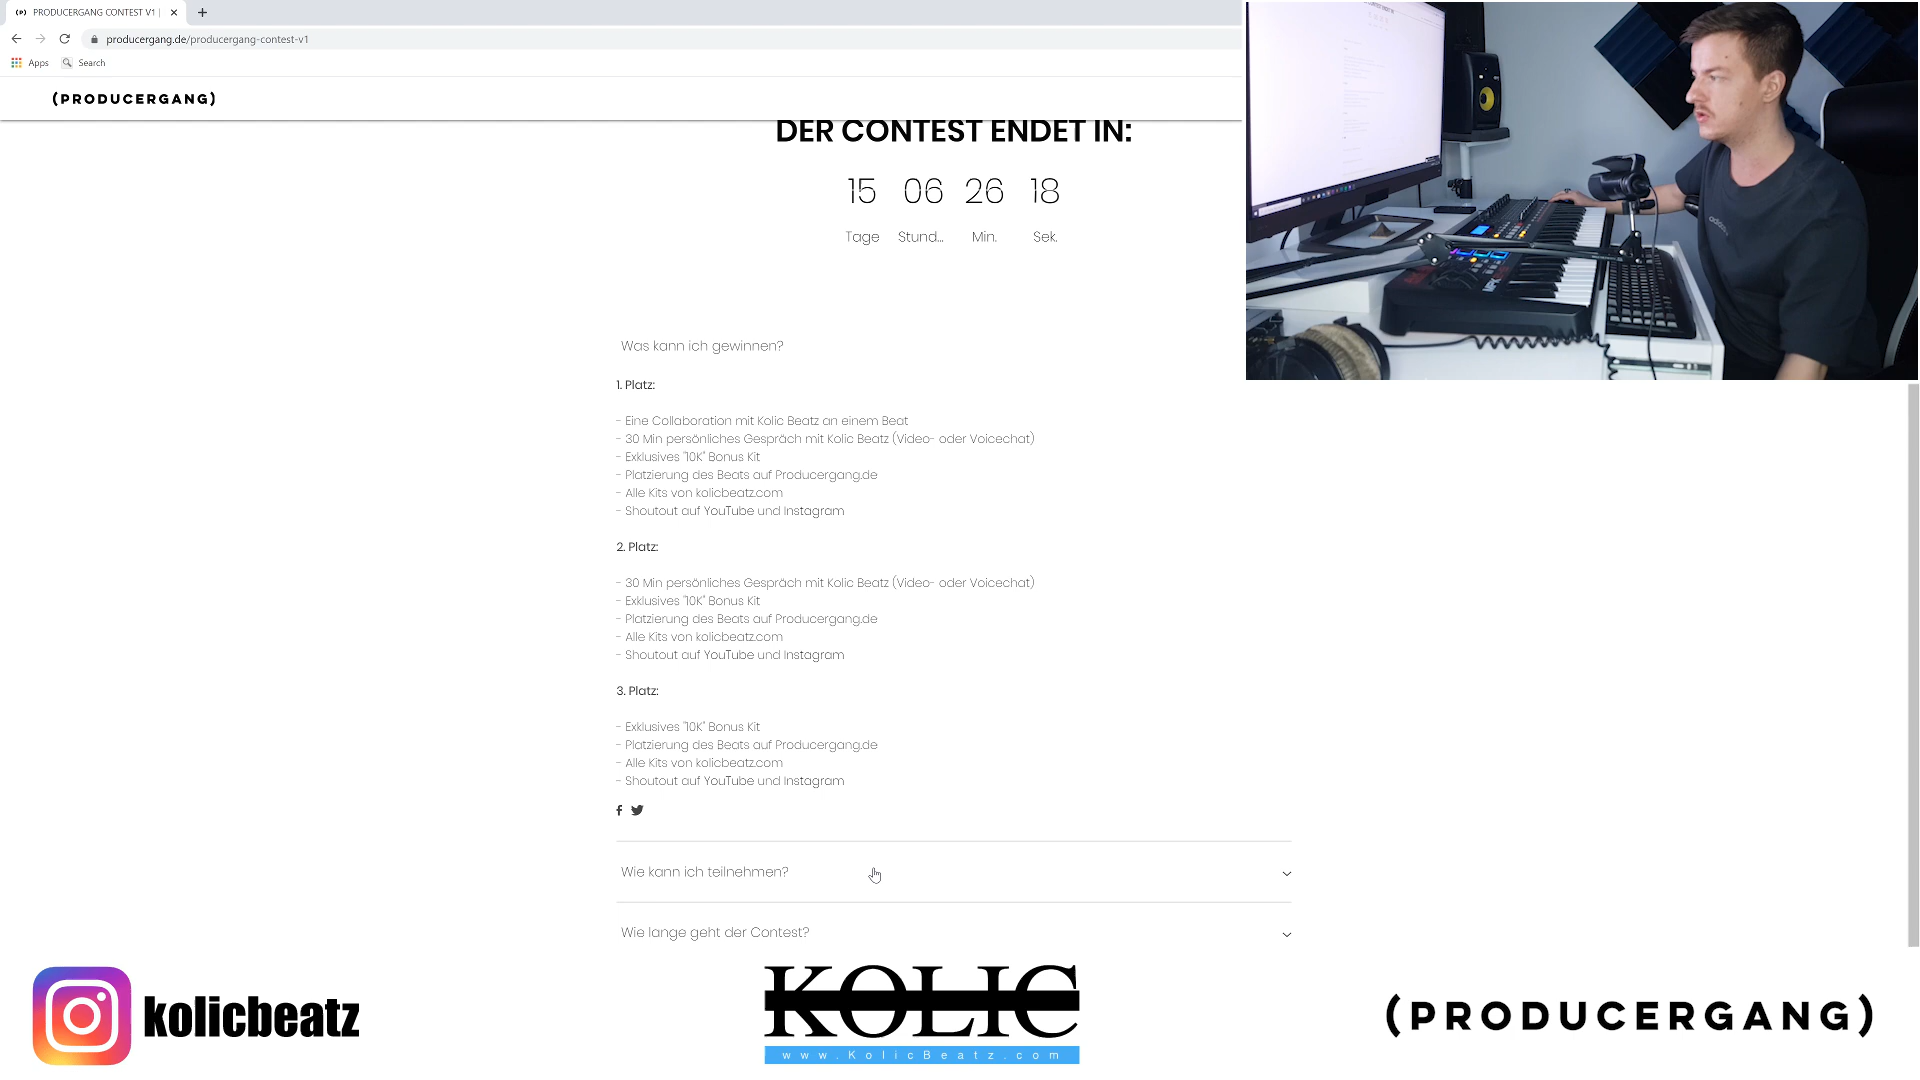 (P) PRODUCERGANG CONTEST V1 |
producergang.de/producergang-contest-v1
Apps Search
(PRODUCERGANG)
DER CONTEST ENDET IN:
15 06 26 18
Tage Stund... Min. Sek.
Was kann ich gewinnen?
1. Platz:
- Eine Collaboration mit Kolic Beatz an einem Beat
- 30 Min persönliches Gespräch mit Kolic Beatz (Video- oder Voicechat)
- Exklusives "10K" Bonus Kit
- Platzierung des Beats auf Producergang.de
- Alle Kits von kolicbeatz.com
- Shoutout auf YouTube und Instagram
2. Platz:
- 30 Min persönliches Gespräch mit Kolic Beatz (Video- oder Voicechat)
- Exklusives "10K" Bonus Kit
- Platzierung des Beats auf Producergang.de
- Alle Kits von kolicbeatz.com
- Shoutout auf YouTube und Instagram
3. Platz:
- Exklusives "10K" Bonus Kit
- Platzierung des Beats auf Producergang.de
- Alle Kits von kolicbeatz.com
- Shoutout auf YouTube und Instagram
Wie kann ich teilnehmen?
Wie lange geht der Contest?
kolicbeatz
KOLIC
www.KolicBeatz.com
(PRODUCERGANG)